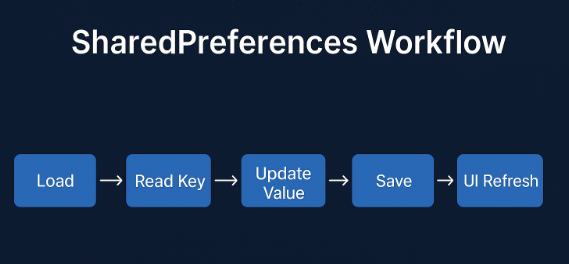 SharedPreferences Workflow
Load
Read Key
Update
Value
Save
UI Refresh